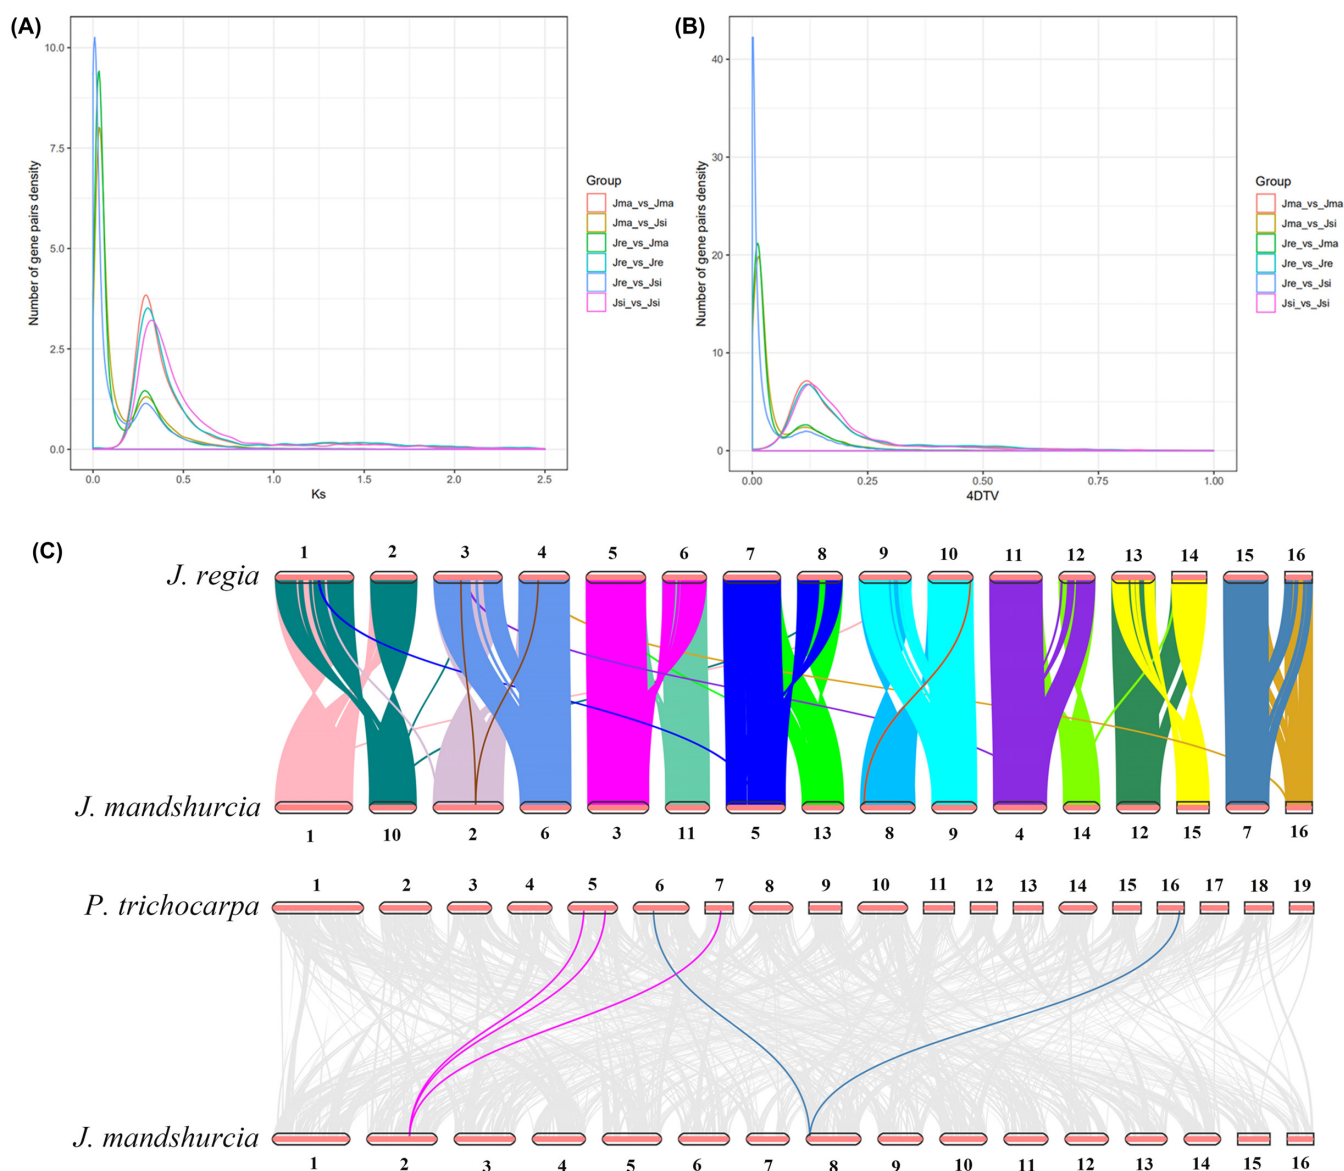 (A)
10.0
7.5
5.0
2.5
0.0
Number of gene pairs density
0.0 0.5 1.0 1.5 2.0 2.5
Ks
Group
Jma_vs_Jma
Jma_vs_Jsi
Jre_vs_Jma
Jre_vs_Jre
Jre_vs_Jsi
Jsi_vs_Jsi
(B)
40
30
20
10
0
Number of gene pairs density
0.00 0.25 0.50 0.75 1.00
4DTV
Group
Jma_vs_Jma
Jma_vs_Jsi
Jre_vs_Jma
Jre_vs_Jre
Jre_vs_Jsi
Jsi_vs_Jsi
(C)
1 2 3 4 5 6 7 8 9 10 11 12 13 14 15 16
J. regia
J. mandshurcia
1 10 2 6 3 11 5 13 8 9 4 14 12 15 7 16
1 2 3 4 5 6 7 8 9 10 11 12 13 14 15 16 17 18 19
P. trichocarpa
J. mandshurcia
1 2 3 4 5 6 7 8 9 10 11 12 13 14 15 16